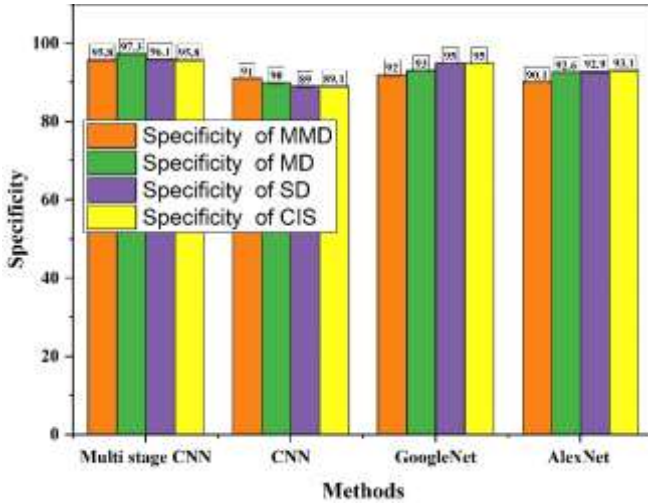 100
80
60
40
20
0
Specificity
95.8 97.3 96.1 95.8
91 90 89 89.1
92 93 95 95
90.1 92.6 92.9 93.1
Specificity of MMD
Specificity of MD
Specificity of SD
Specificity of CIS
Multi stage CNN
CNN
GoogleNet
AlexNet
Methods